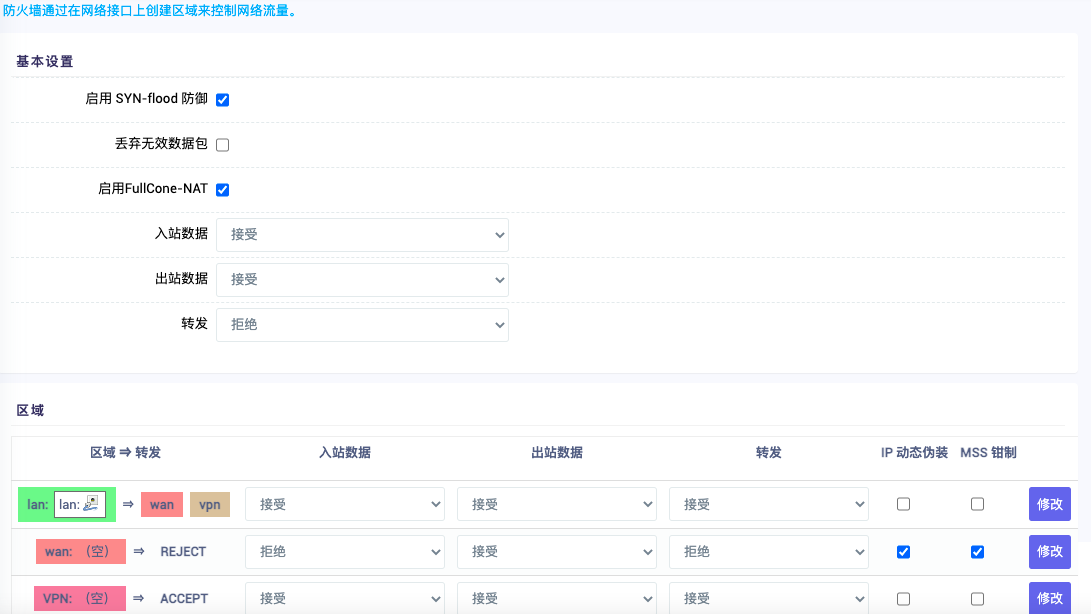 防火墙通过在网络接口上创建区域来控制网络流量。
基本设置
启用 SYN-flood 防御
丢弃无效数据包
启用FullCone-NAT
入站数据 接受
出站数据 接受
转发 拒绝
区域
区域 ⇒ 转发 入站数据 出站数据 转发 IP 动态伪装 MSS 钳制
lan: lan: ⇒ wan vpn 接受 接受 接受 修改
wan: （空） ⇒ REJECT 拒绝 接受 拒绝 修改
VPN: （空） ⇒ ACCEPT 接受 接受 接受 修改